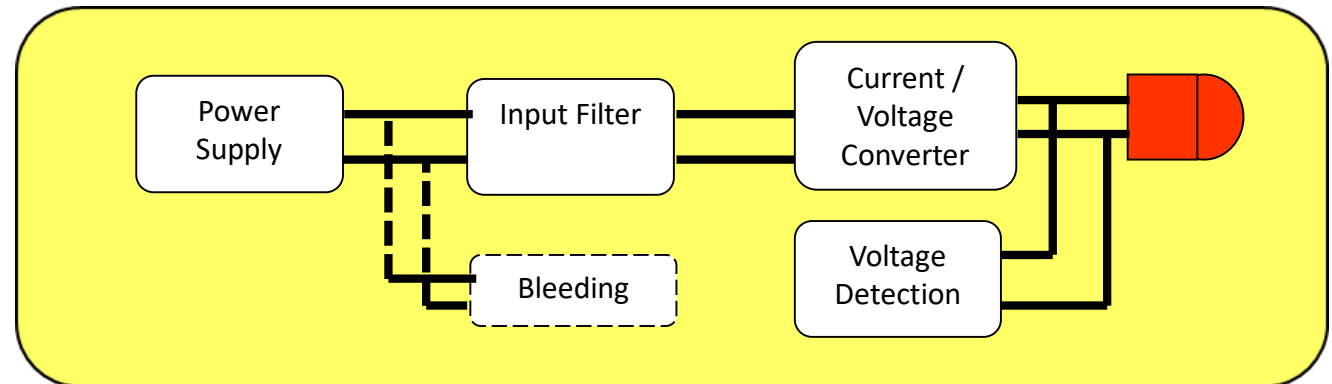 Power
Supply
Input Filter
Current /
Voltage
Converter
Bleeding
Voltage
Detection